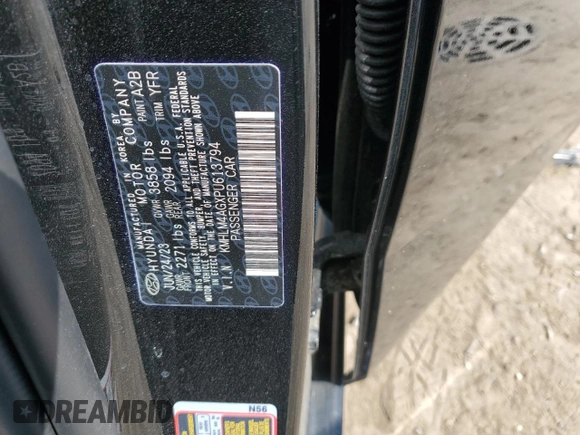 MANUFACTURED IN KOREA BY
HYUNDAI MOTOR COMPANY
JUN/24/23 GVWR 3858 lbs PAINT A2B
GAWR FRONT 2271 lbs GAWR REAR 2094 lbs TRIM YFR
THIS VEHICLE CONFORMS TO ALL APPLICABLE U.S.A. FEDERAL
MOTOR VEHICLE SAFETY, BUMPER, AND THEFT PREVENTION STANDARDS
IN EFFECT ON THE DATE OF MANUFACTURE SHOWN ABOVE
V.I.N KMHLM4AGXPU613794
PASSENGER CAR
N56
DREAMBID